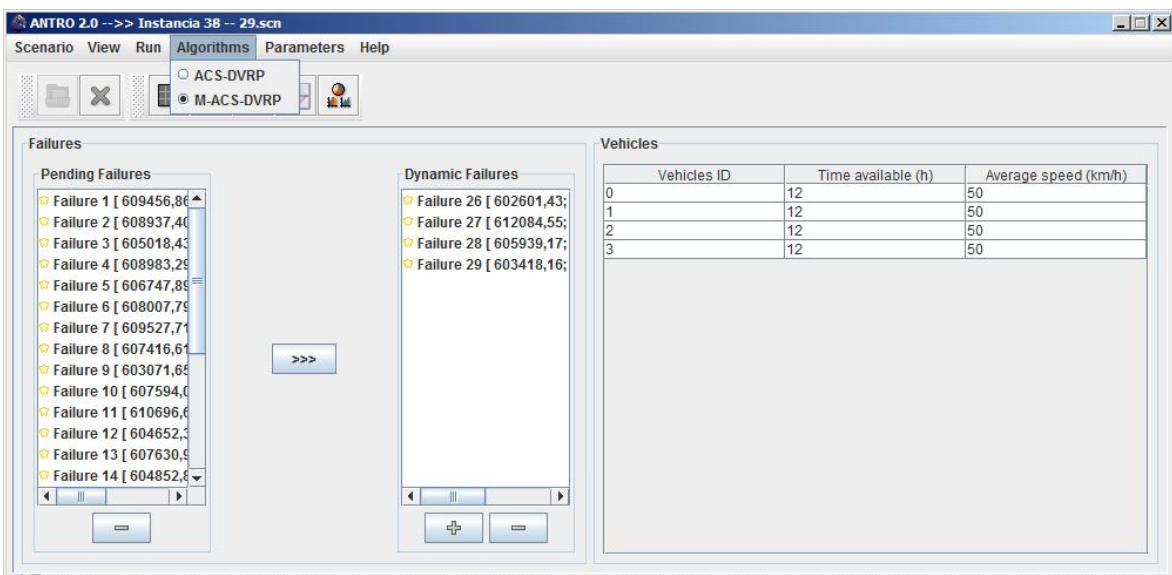 ANTRO 2.0 -->> Instancia 38 -- 29.scn
Scenario View Run Algorithms Parameters Help
ACS-DVRP
M-ACS-DVRP
Failures
Pending Failures
Failure 1 [ 609456,86
Failure 2 [ 608937,40
Failure 3 [ 605018,43
Failure 4 [ 608983,29
Failure 5 [ 606747,89
Failure 6 [ 608007,79
Failure 7 [ 609527,71
Failure 8 [ 607416,61
Failure 9 [ 603071,65
Failure 10 [ 607594,0
Failure 11 [ 610696,6
Failure 12 [ 604652,3
Failure 13 [ 607630,9
Failure 14 [ 604852,8
>>>
Dynamic Failures
Failure 26 [ 602601,43;
Failure 27 [ 612084,55;
Failure 28 [ 605939,17;
Failure 29 [ 603418,16;
Vehicles
Vehicles ID Time available (h) Average speed (km/h)
0 12 50
1 12 50
2 12 50
3 12 50